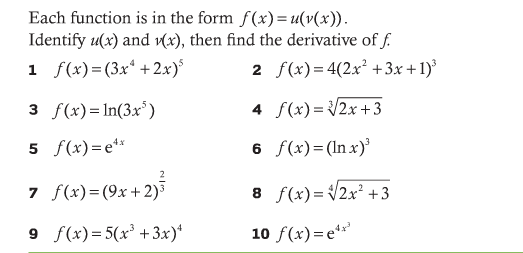 Each function is in the form f(x) = u(v(x)).
Identify u(x) and v(x), then find the derivative of f.
1 f(x) = (3x⁴ + 2x)⁵
2 f(x) = 4(2x² + 3x + 1)³
3 f(x) = ln(3x⁵)
4 f(x) = ∛(2x + 3)
5 f(x) = e^(4x)
6 f(x) = (ln x)³
7 f(x) = (9x + 2)^(2/3)
8 f(x) = ∜(2x² + 3)
9 f(x) = 5(x³ + 3x)⁴
10 f(x) = e^(4x³)